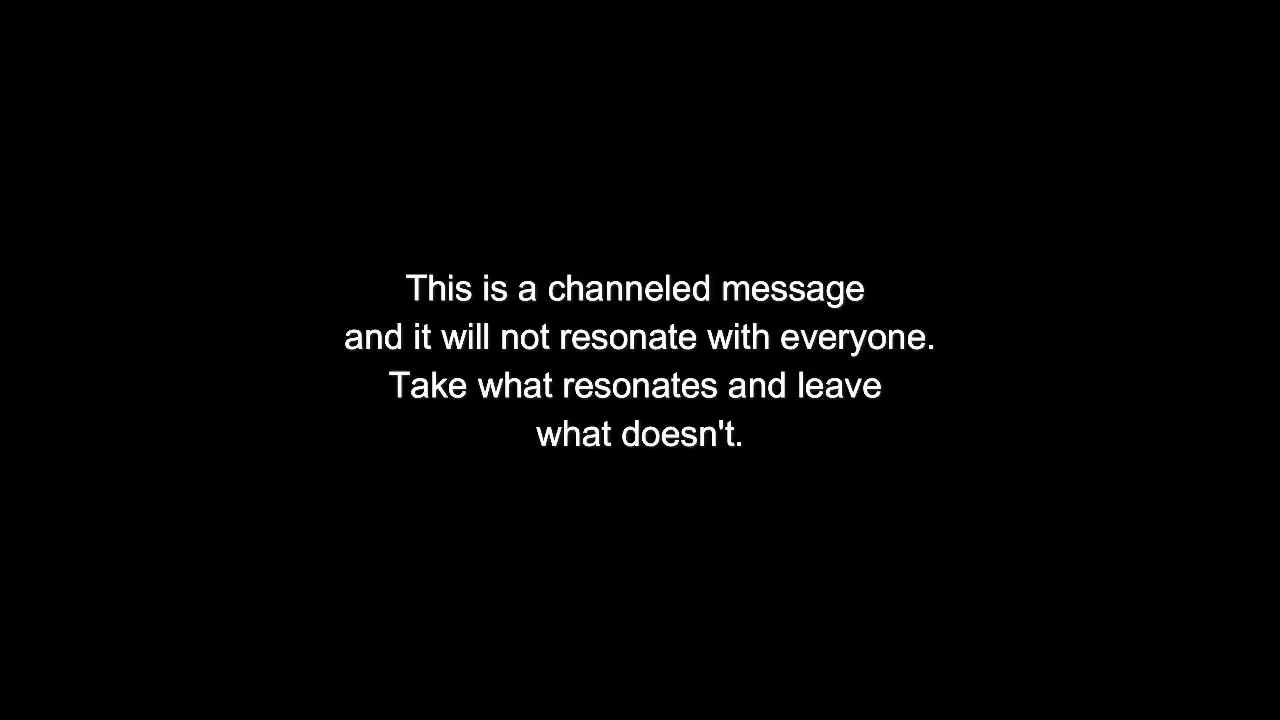 This is a channeled message
and it will not resonate with everyone.
Take what resonates and leave
what doesn't.